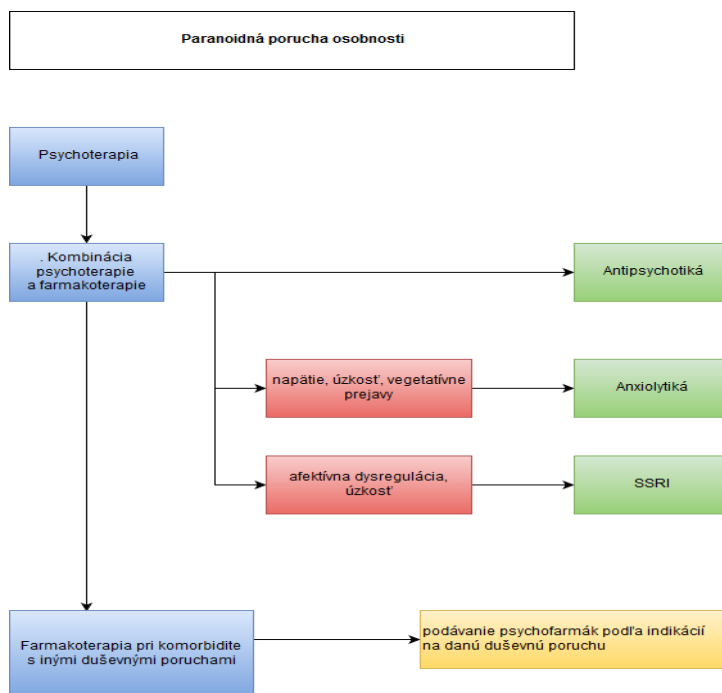 Paranoidná porucha osobnosti
Psychoterapia
. Kombinácia
psychoterapie
a farmakoterapie
Antipsychotiká
napätie, úzkosť, vegetatívne
prejavy
Anxiolytiká
afektívna dysregulácia,
úzkosť
SSRI
Farmakoterapia pri komorbidite
s inými duševnými poruchami
podávanie psychofarmák podľa indikácií
na danú duševnú poruchu